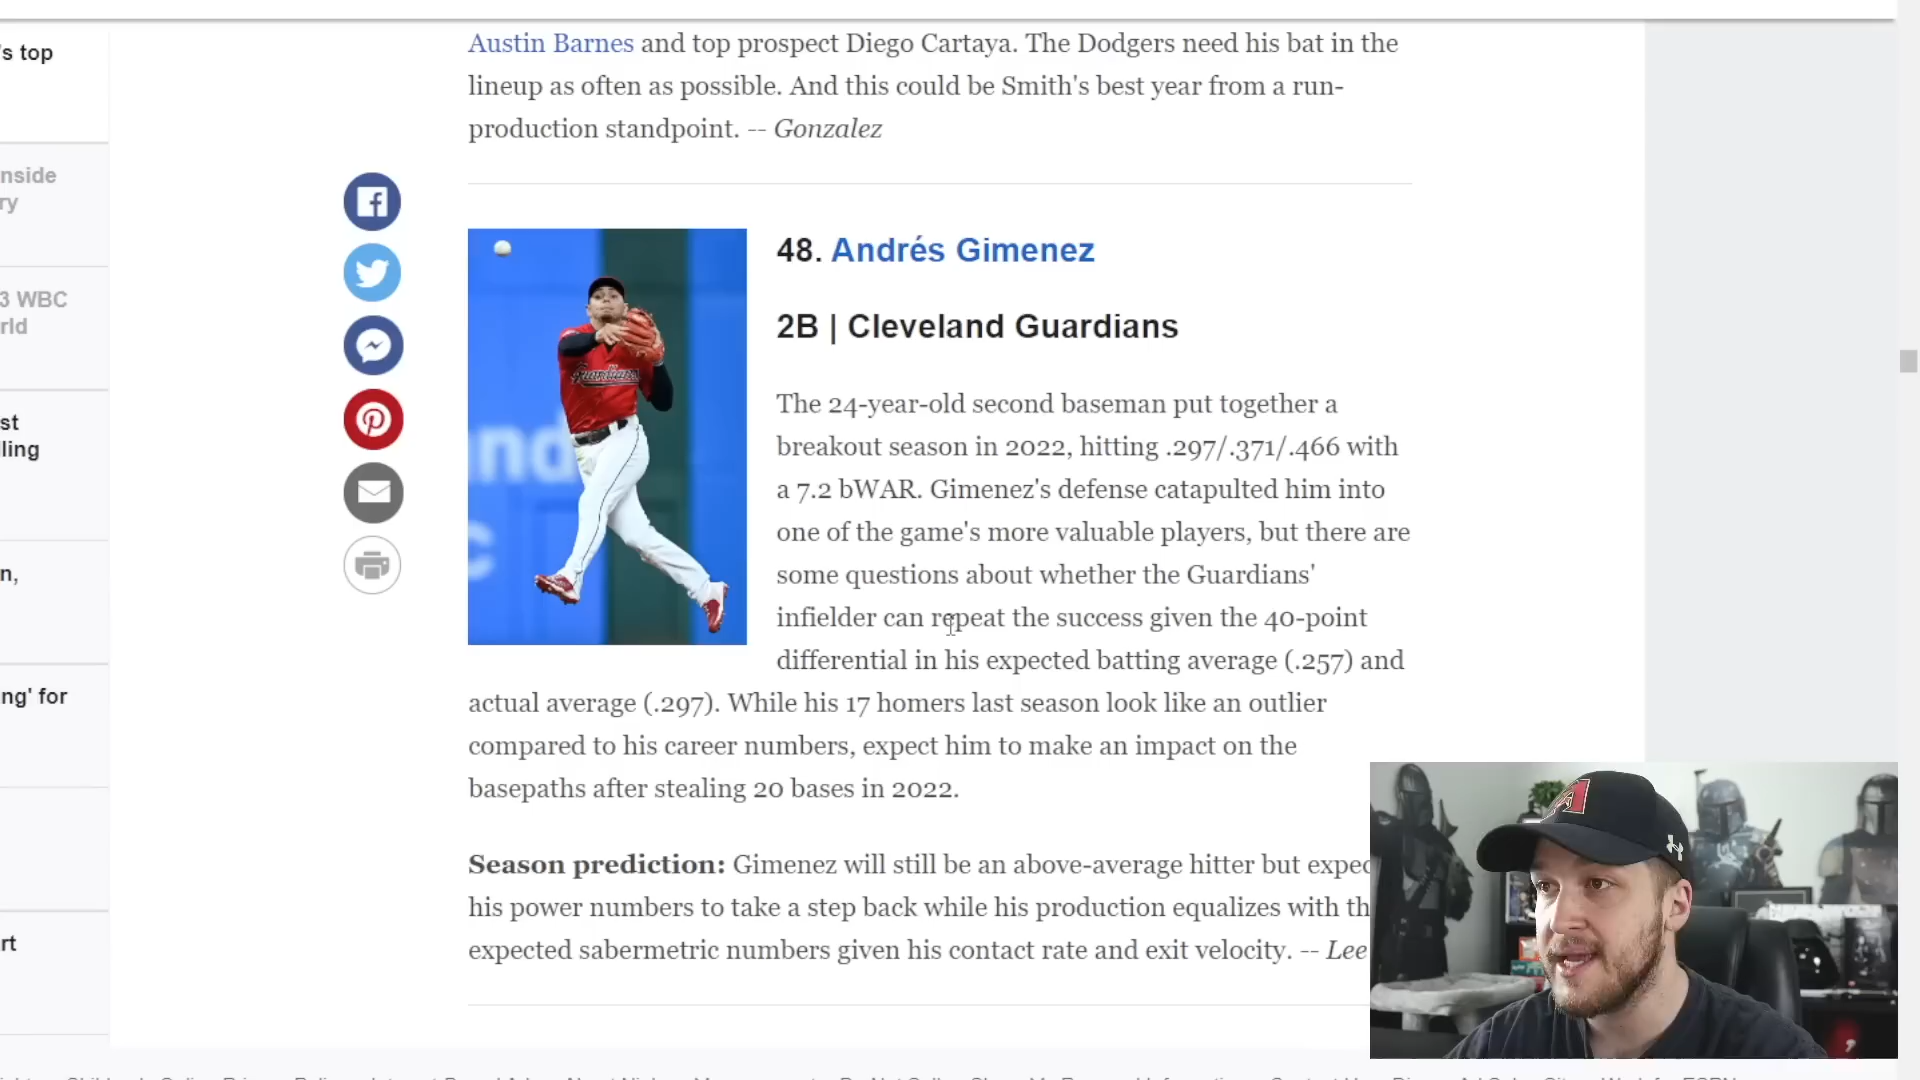 's top
nside
ry
3 WBC
rld
st
lling
n,
ng' for
rt
Austin Barnes and top prospect Diego Cartaya. The Dodgers need his bat in the
lineup as often as possible. And this could be Smith's best year from a run-
production standpoint. -- Gonzalez
48. Andrés Gimenez
2B | Cleveland Guardians
The 24-year-old second baseman put together a
breakout season in 2022, hitting .297/.371/.466 with
a 7.2 bWAR. Gimenez's defense catapulted him into
one of the game's more valuable players, but there are
some questions about whether the Guardians'
infielder can repeat the success given the 40-point
differential in his expected batting average (.257) and
actual average (.297). While his 17 homers last season look like an outlier
compared to his career numbers, expect him to make an impact on the
basepaths after stealing 20 bases in 2022.
Season prediction: Gimenez will still be an above-average hitter but expec
his power numbers to take a step back while his production equalizes with th
expected sabermetric numbers given his contact rate and exit velocity. -- Lee
Guardians
and
c
A